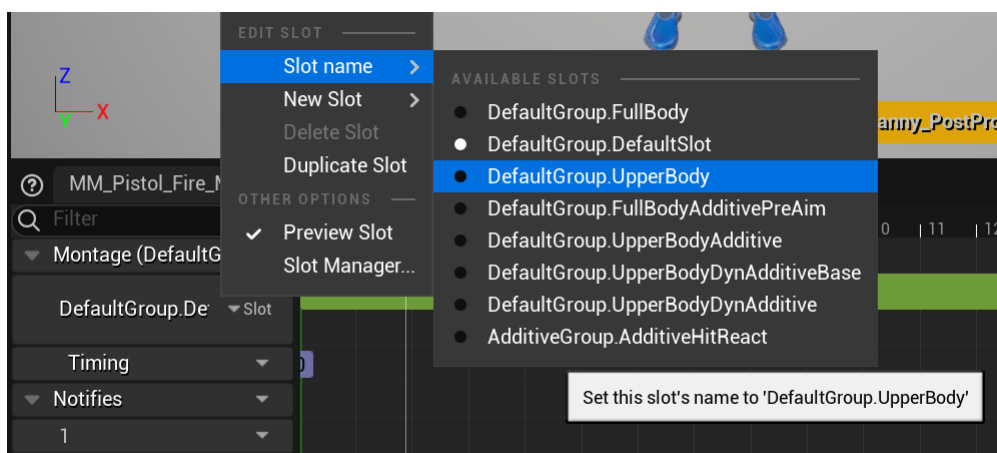 EDIT SLOT
Slot name
New Slot
Delete Slot
Duplicate Slot
OTHER OPTIONS
Preview Slot
Slot Manager...
AVAILABLE SLOTS
DefaultGroup.FullBody
DefaultGroup.DefaultSlot
DefaultGroup.UpperBody
DefaultGroup.FullBodyAdditivePreAim
DefaultGroup.UpperBodyAdditive
DefaultGroup.UpperBodyDynAdditiveBase
DefaultGroup.UpperBodyDynAdditive
AdditiveGroup.AdditiveHitReact
Set this slot's name to 'DefaultGroup.UpperBody'
Z
X
Y
anny_PostPro
MM_Pistol_Fire_M
Filter
0 11 12
Montage (DefaultG
DefaultGroup.De Slot
Timing
Notifies
1